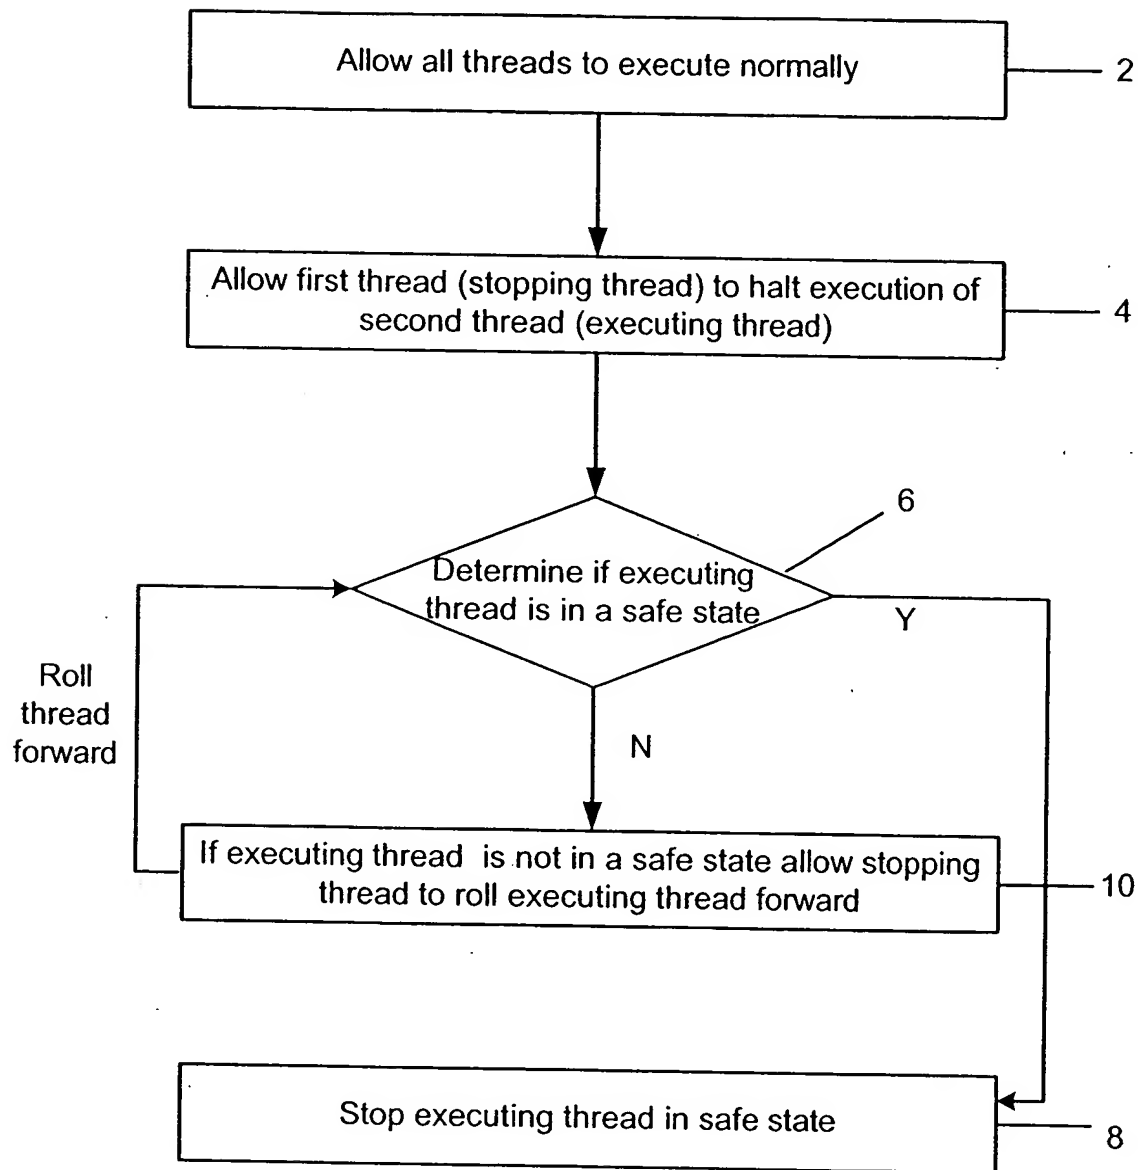 Allow all threads to execute normally
2
Allow first thread (stopping thread) to halt execution of
second thread (executing thread)
4
6
Determine if executing
thread is in a safe state
Y
Roll
thread
forward
N
If executing thread is not in a safe state allow stopping
thread to roll executing thread forward
10
Stop executing thread in safe state
8